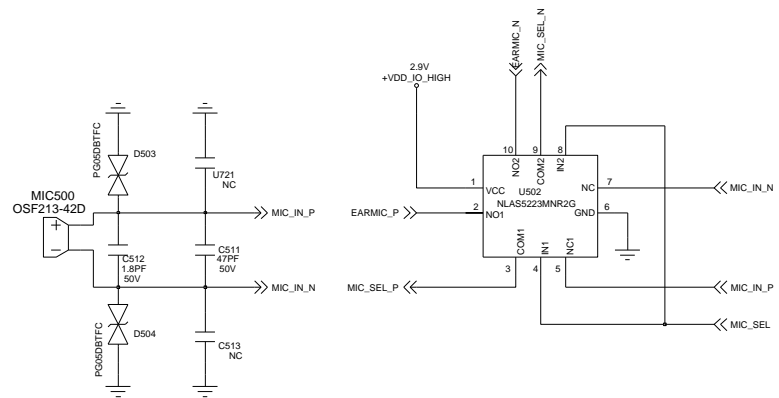 MIC500
OSF213-42D
PG05DBTFC
D503
U721
NC
MIC_IN_P
C512
1.8PF
50V
C511
47PF
50V
MIC_IN_N
PG05DBTFC
D504
C513
NC
2.9V
+VDD_IO_HIGH
EARMIC_N
MIC_SEL_N
10
9
8
NO2
COM2
IN2
1
VCC
U502
NLAS5223MNR2G
NC
7
MIC_IN_N
EARMIC_P
2
NO1
GND
6
COM1
IN1
NC1
3
4
5
MIC_SEL_P
MIC_IN_P
MIC_SEL